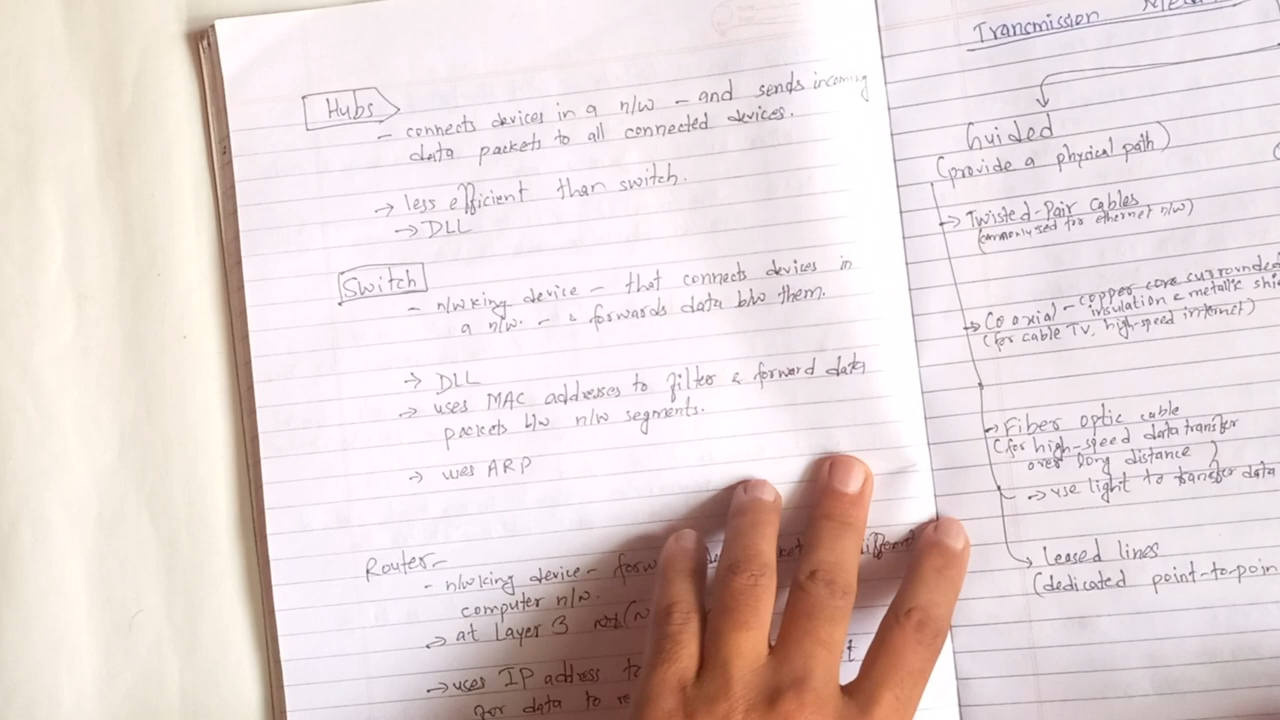 Hubs
- connects devices in a n/w - and sends incoming
data packets to all connected devices.
→ less efficient than switch.
→ DLL
Switch
- n/wking device - that connects devices in
a n/w. - & forwards data b/w them.
→ DLL
→ uses MAC addresses to filter & forward data
packets b/w n/w segments.
→ uses ARP
Router -
- n/wking device - different
computer n/w.
→ at Layer 3
→ uses IP address to
for data to
Transmission
Guided
(provide a physical path)
→ Twisted-Pair cables
(commonly used for ethernet n/w)
→ Coaxial - copper core surrounded
insulation & metallic
(for cable TV, high-speed internet)
→ Fiber optic cable
(for high-speed data transfer
over long distance)
→ use light to transfer data
→ Leased lines
(dedicated point-to-poin